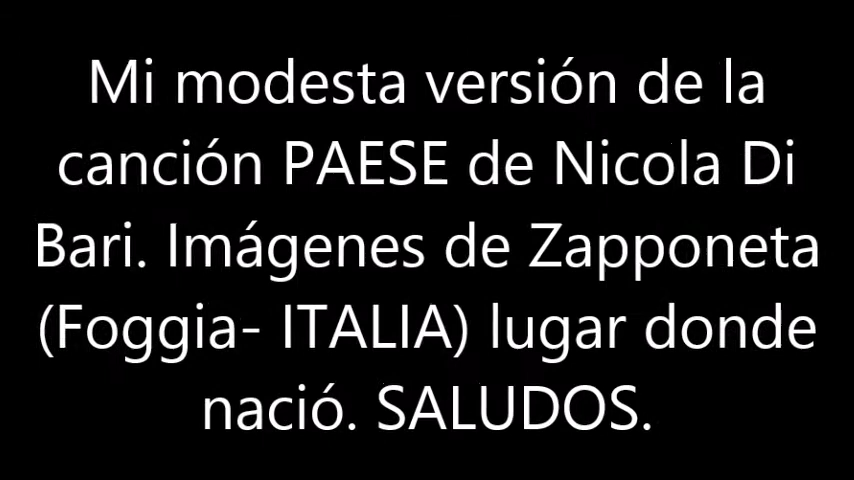 Mi modesta versión de la
canción PAESE de Nicola Di
Bari. Imágenes de Zapponeta
(Foggia- ITALIA) lugar donde
nació. SALUDOS.